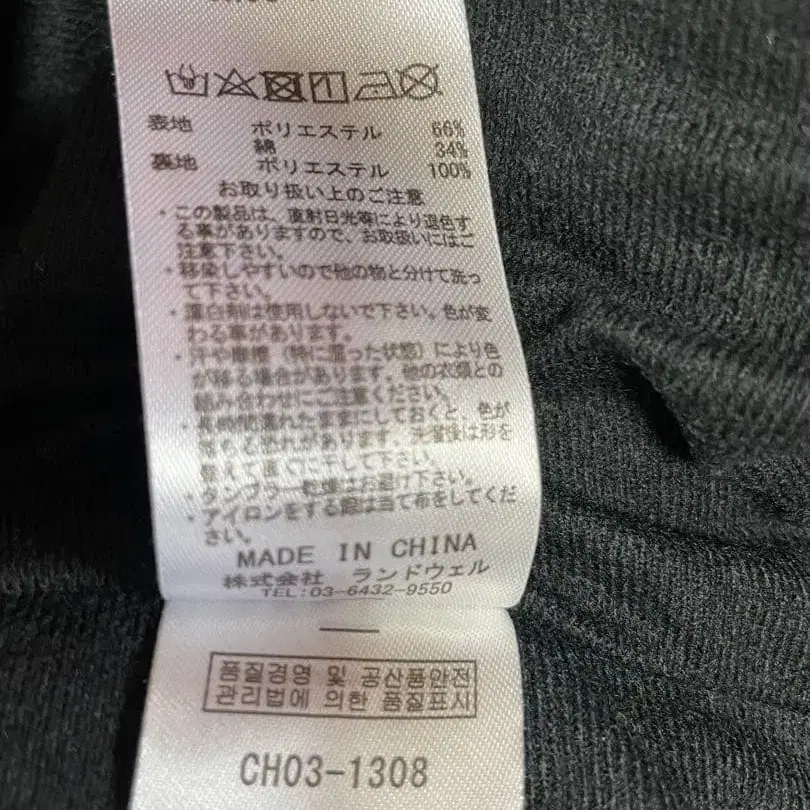 表地 ポリエステル 66%
綿 34%
裏地 ポリエステル 100%
お取り扱い上のご注意
・この製品は、直射日光等により退色す
る事がありますので、お取扱いにはご
注意下さい。
・移染しやすいので他の物と分けて洗っ
て下さい。
・漂白剤は使用しないで下さい。色が変
わる事があります。
・汗や摩擦（特に湿った状態）により色
が移る場合があります。他の衣類との
組み合わせにご注意ください。
・長時間濡れたままにしておくと、色が
落ちる恐れがあります。洗濯後は形を
整えて直ぐに干して下さい。
・タンブラー乾燥はお避け下さい。
・アイロンをする際は当て布をしてくだ
さい。
MADE IN CHINA
株式会社 ランドウェル
TEL:03-6432-9550
품질경영 및 공산품안전
관리법에 의한 품질표시
CH03-1308